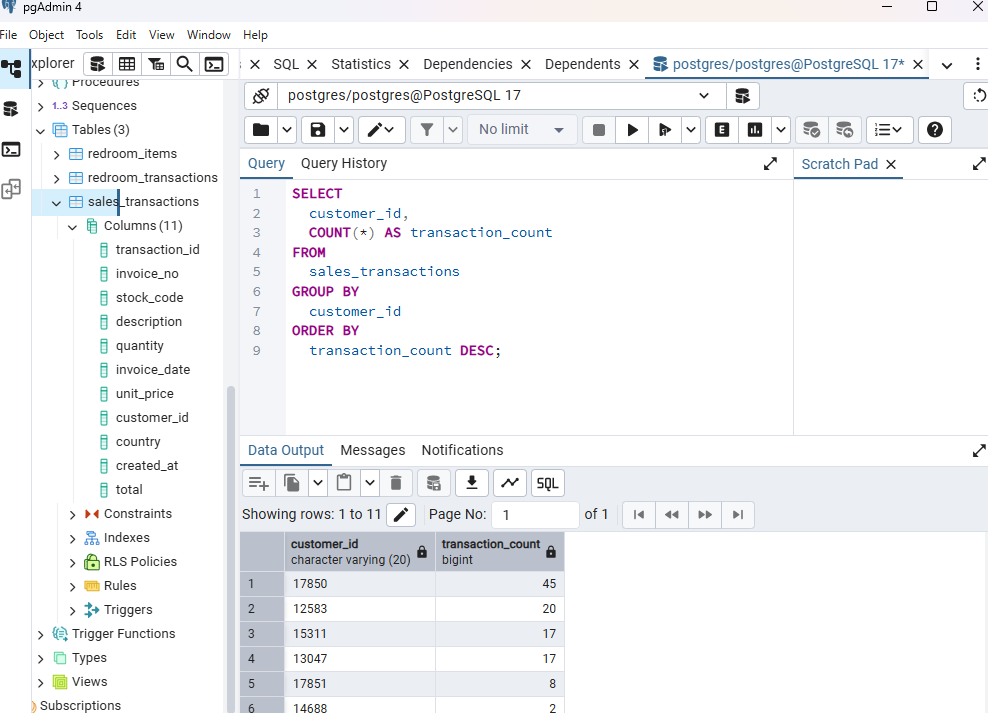 pgAdmin 4
File Object Tools Edit View Window Help
xplorer
SQL Statistics Dependencies Dependents postgres/postgres@PostgreSQL 17*
Procedures
1..3 Sequences
Tables (3)
redroom_items
redroom_transactions
sales_transactions
Columns (11)
transaction_id
invoice_no
stock_code
description
quantity
invoice_date
unit_price
customer_id
country
created_at
total
Constraints
Indexes
RLS Policies
Rules
Triggers
Trigger Functions
Types
Views
Subscriptions
postgres/postgres@PostgreSQL 17
No limit
E
Query Query History
Scratch Pad
1 SELECT
2 customer_id,
3 COUNT(*) AS transaction_count
4 FROM
5 sales_transactions
6 GROUP BY
7 customer_id
8 ORDER BY
9 transaction_count DESC;
Data Output Messages Notifications
SQL
Showing rows: 1 to 11 Page No: 1 of 1
customer_id transaction_count
character varying (20) bigint
1 17850 45
2 12583 20
3 15311 17
4 13047 17
5 17851 8
6 14688 2